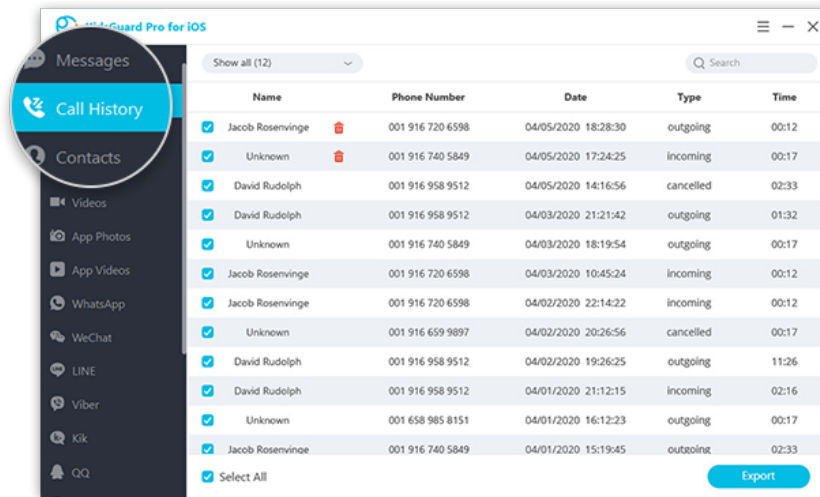 KidsGuard Pro for iOS
Messages
Call History
Contacts
Videos
App Photos
App Videos
WhatsApp
WeChat
LINE
Viber
Kik
QQ
Show all (12)
Search
Name Phone Number Date Type Time
Jacob Rosenvinge 001 916 720 6598 04/05/2020 18:28:30 outgoing 00:12
Unknown 001 916 740 5849 04/05/2020 17:24:25 incoming 00:17
David Rudolph 001 916 958 9512 04/05/2020 14:16:56 cancelled 02:33
David Rudolph 001 916 958 9512 04/03/2020 21:21:42 outgoing 01:32
Unknown 001 916 740 5849 04/03/2020 18:19:54 outgoing 00:17
Jacob Rosenvinge 001 916 720 6598 04/03/2020 10:45:24 incoming 00:12
Jacob Rosenvinge 001 916 720 6598 04/02/2020 22:14:22 incoming 00:12
Unknown 001 916 659 9897 04/02/2020 20:26:56 cancelled 00:17
David Rudolph 001 916 958 9512 04/02/2020 19:26:25 outgoing 11:26
David Rudolph 001 916 958 9512 04/01/2020 21:12:15 incoming 02:16
Unknown 001 658 985 8151 04/01/2020 16:12:23 outgoing 00:17
Jacob Rosenvinge 001 916 740 5849 04/01/2020 15:19:45 outgoing 02:33
Select All
Export